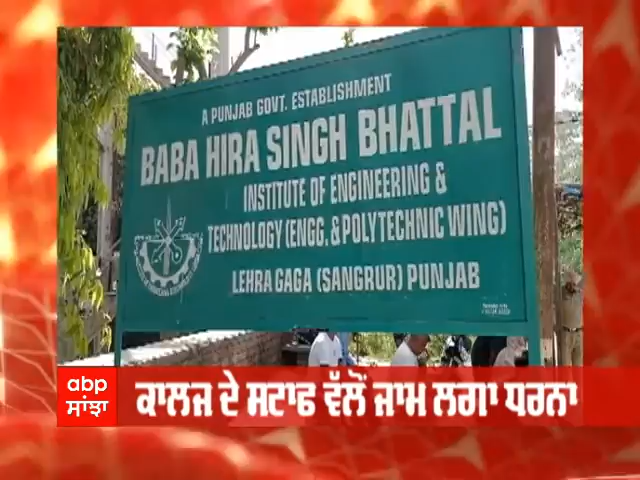 A PUNJAB GOVT. ESTABLISHMENT
BABA HIRA SINGH BHATTAL
INSTITUTE OF ENGINEERING &
TECHNOLOGY (ENGG. & POLYTECHNIC WING)
LEHRA GAGA (SANGRUR) PUNJAB
abp
ਸਾਂਝਾ
ਕਾਲਜ ਦੇ ਸਟਾਫ ਵੱਲੋਂ ਜਾਮ ਲਗਾ ਧਰਨਾ